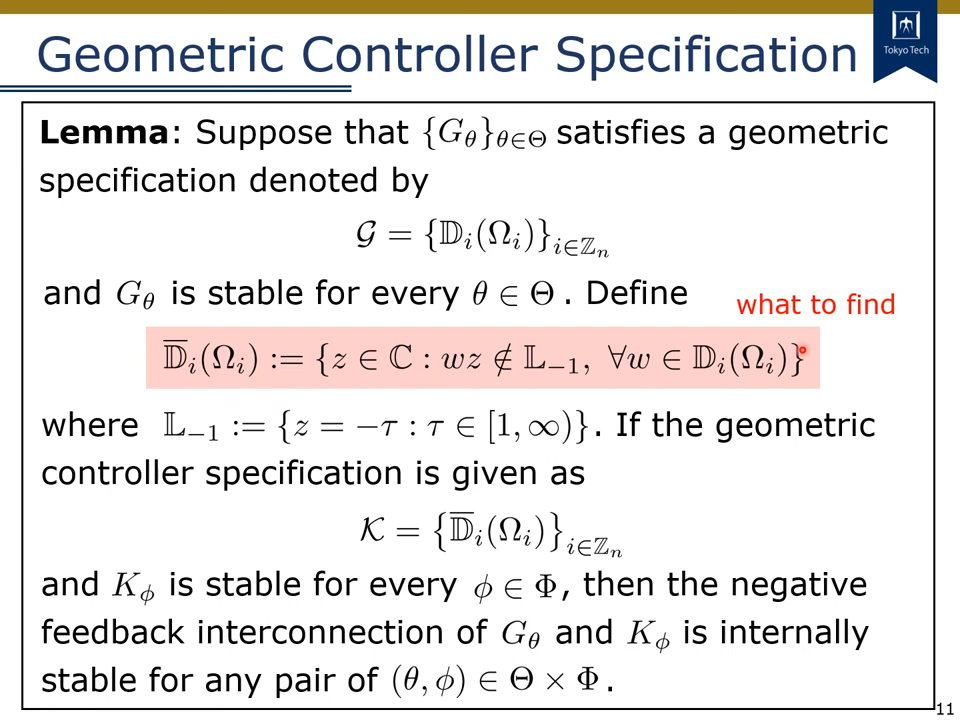 Geometric Controller Specification
Tokyo Tech
Lemma: Suppose that {G_θ}_{θ∈Θ} satisfies a geometric
specification denoted by
𝒢 = {𝔻_i(Ω_i)}_{i∈ℤ_n}
and G_θ is stable for every θ ∈ Θ . Define
what to find
𝔻̅_i(Ω_i) := {z ∈ ℂ : wz ∉ 𝕃_{−1}, ∀w ∈ 𝔻_i(Ω_i)}
where 𝕃_{−1} := {z = −τ : τ ∈ [1, ∞)}. If the geometric
controller specification is given as
𝒦 = {𝔻̅_i(Ω_i)}_{i∈ℤ_n}
and K_ϕ is stable for every ϕ ∈ Φ, then the negative
feedback interconnection of G_θ and K_ϕ is internally
stable for any pair of (θ, ϕ) ∈ Θ × Φ .
11